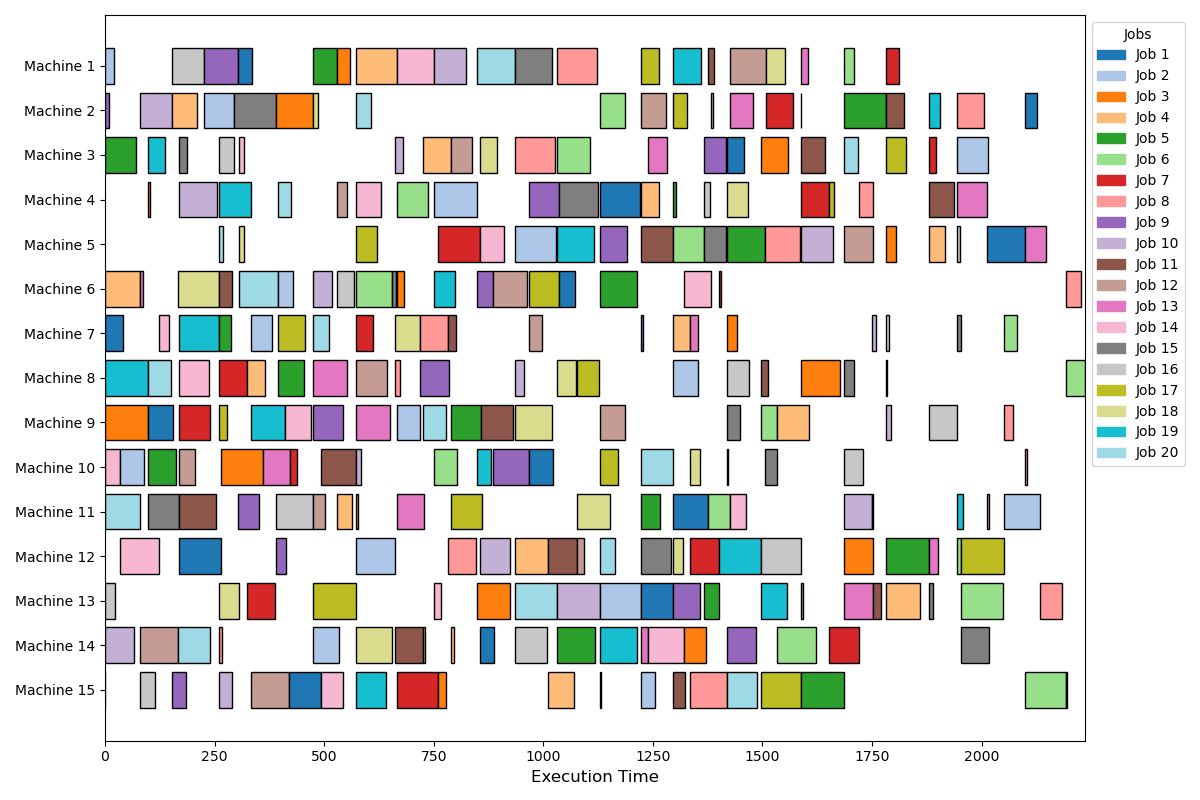 Machine 1
Machine 2
Machine 3
Machine 4
Machine 5
Machine 6
Machine 7
Machine 8
Machine 9
Machine 10
Machine 11
Machine 12
Machine 13
Machine 14
Machine 15
0 250 500 750 1000 1250 1500 1750 2000
Execution Time
Jobs
Job 1
Job 2
Job 3
Job 4
Job 5
Job 6
Job 7
Job 8
Job 9
Job 10
Job 11
Job 12
Job 13
Job 14
Job 15
Job 16
Job 17
Job 18
Job 19
Job 20